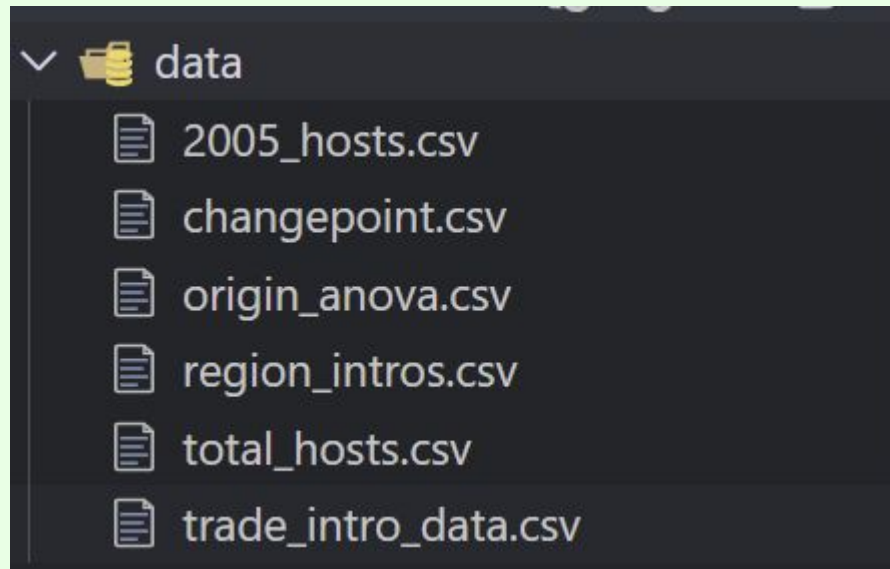 data
2005_hosts.csv
changepoint.csv
origin_anova.csv
region_intros.csv
total_hosts.csv
trade_intro_data.csv